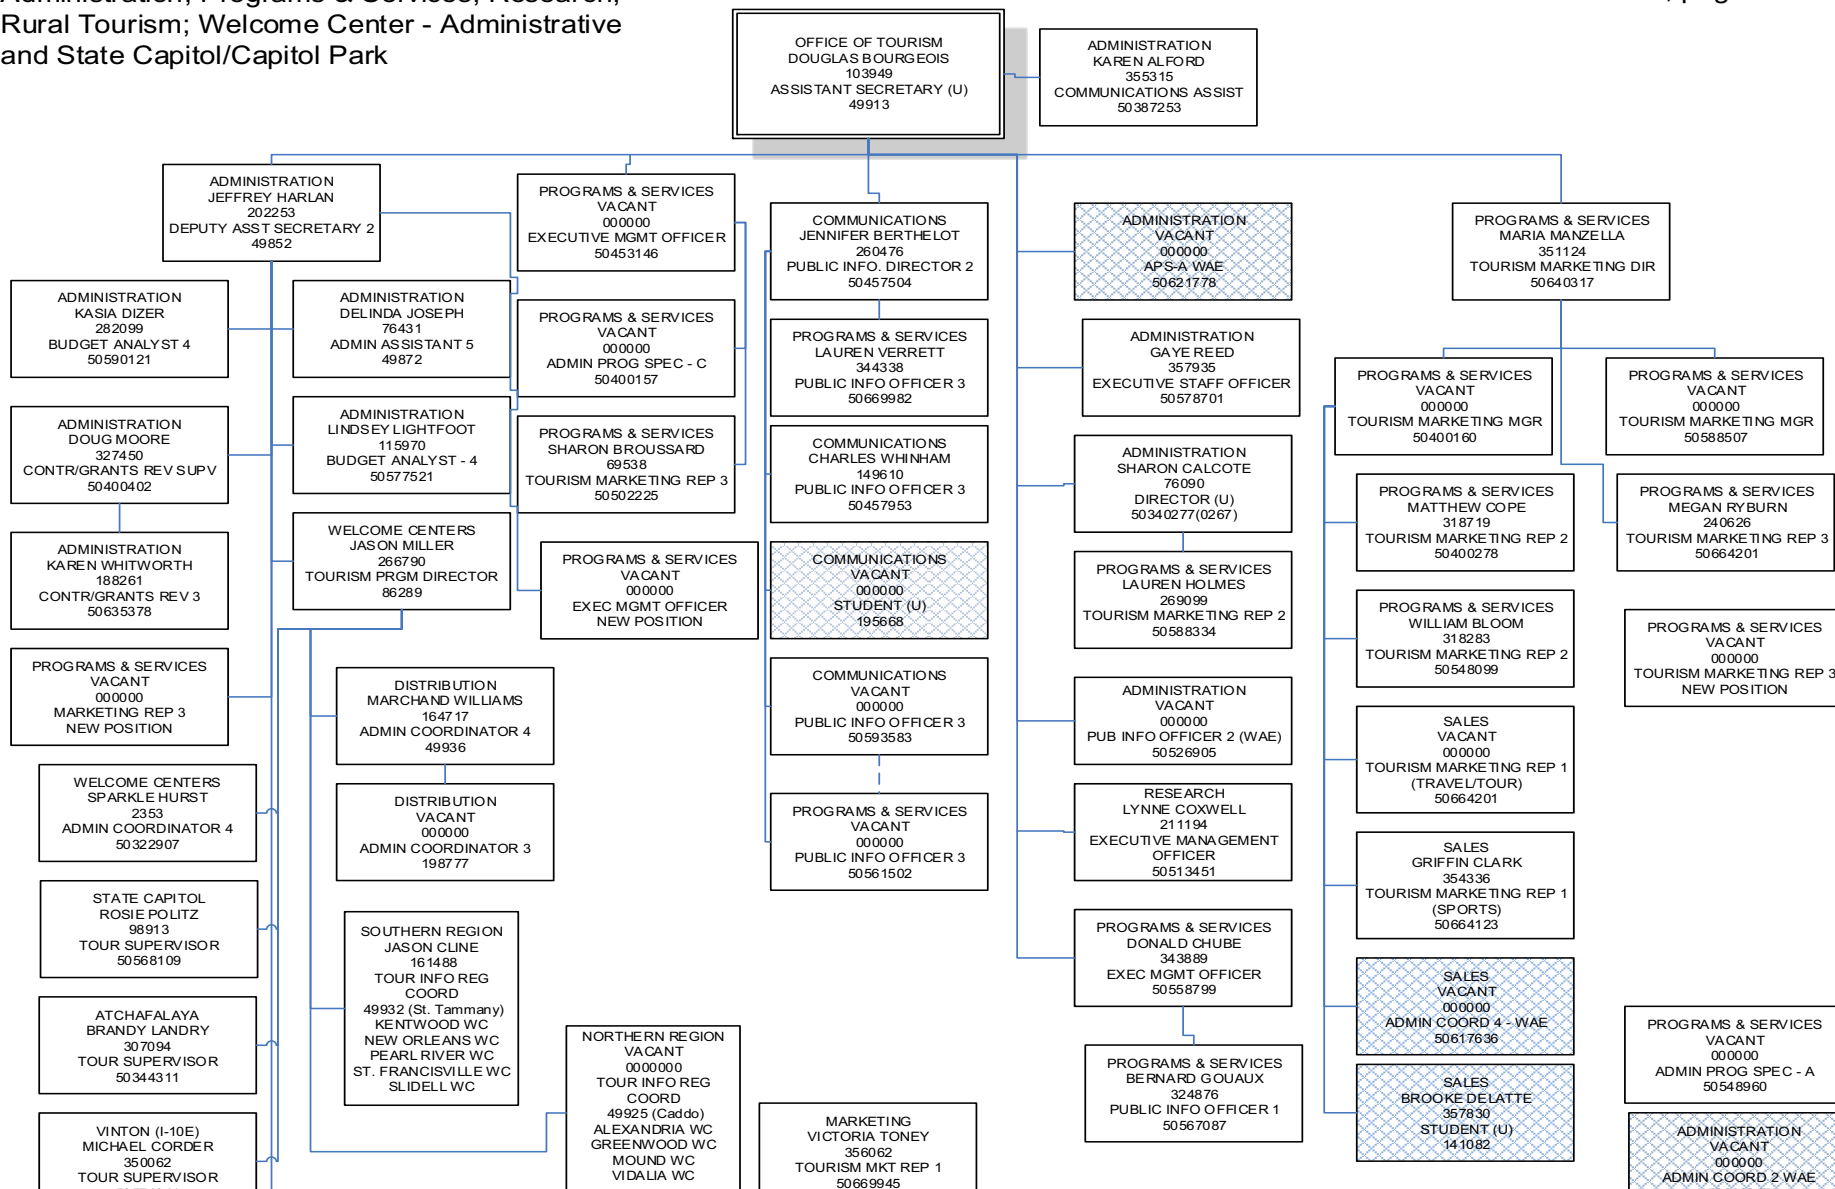 Rural Tourism; Welcome Center - Administrative
and State Capitol/Capitol Park
OFFICE OF TOURISM
DOUGLAS BOURGEOIS
103949
ASSISTANT SECRETARY (U)
49913
ADMINISTRATION
KAREN ALFORD
355315
COMMUNICATIONS ASSIST
50387253
ADMINISTRATION
JEFFREY HARLAN
202253
DEPUTY ASST SECRETARY 2
49852
PROGRAMS & SERVICES
VACANT
000000
EXECUTIVE MGMT OFFICER
50453146
COMMUNICATIONS
JENNIFER BERTHELOT
260476
PUBLIC INFO. DIRECTOR 2
50457504
ADMINISTRATION
VACANT
000000
APS-A WAE
50621778
PROGRAMS & SERVICES
MARIA MANZELLA
351124
TOURISM MARKETING DIR
50640317
ADMINISTRATION
KASIA DIZER
282099
BUDGET ANALYST 4
50590121
ADMINISTRATION
DELINDA JOSEPH
76431
ADMIN ASSISTANT 5
49872
PROGRAMS & SERVICES
VACANT
000000
ADMIN PROG SPEC - C
50400157
PROGRAMS & SERVICES
LAUREN VERRETT
344338
PUBLIC INFO OFFICER 3
50669982
ADMINISTRATION
GAYE REED
357935
EXECUTIVE STAFF OFFICER
50578701
PROGRAMS & SERVICES
VACANT
000000
TOURISM MARKETING MGR
50400160
PROGRAMS & SERVICES
VACANT
000000
TOURISM MARKETING MGR
50588507
ADMINISTRATION
DOUG MOORE
327450
CONTR/GRANTS REV SUPV
50400402
ADMINISTRATION
LINDSEY LIGHTFOOT
115970
BUDGET ANALYST - 4
50577521
PROGRAMS & SERVICES
SHARON BROUSSARD
69538
TOURISM MARKETING REP 3
50502225
COMMUNICATIONS
CHARLES WHINHAM
149610
PUBLIC INFO OFFICER 3
50457953
ADMINISTRATION
SHARON CALCOTE
76090
DIRECTOR (U)
50340277(0267)
PROGRAMS & SERVICES
MATTHEW COPE
318719
TOURISM MARKETING REP 2
50400278
PROGRAMS & SERVICES
MEGAN RYBURN
240626
TOURISM MARKETING REP 3
50664201
ADMINISTRATION
KAREN WHITWORTH
188261
CONTR/GRANTS REV 3
50635378
WELCOME CENTERS
JASON MILLER
266790
TOURISM PRGM DIRECTOR
86289
PROGRAMS & SERVICES
VACANT
000000
EXEC MGMT OFFICER
NEW POSITION
COMMUNICATIONS
VACANT
000000
STUDENT (U)
195668
PROGRAMS & SERVICES
LAUREN HOLMES
269099
TOURISM MARKETING REP 2
50588334
PROGRAMS & SERVICES
WILLIAM BLOOM
318283
TOURISM MARKETING REP 2
50548099
PROGRAMS & SERVICES
VACANT
000000
TOURISM MARKETING REP 3
NEW POSITION
PROGRAMS & SERVICES
VACANT
000000
MARKETING REP 3
NEW POSITION
DISTRIBUTION
MARCHAND WILLIAMS
164717
ADMIN COORDINATOR 4
49936
COMMUNICATIONS
VACANT
000000
PUBLIC INFO OFFICER 3
50593583
ADMINISTRATION
VACANT
000000
PUB INFO OFFICER 2 (WAE)
50526905
SALES
VACANT
000000
TOURISM MARKETING REP 1
(TRAVEL/TOUR)
50664201
WELCOME CENTERS
SPARKLE HURST
2353
ADMIN COORDINATOR 4
50322907
DISTRIBUTION
VACANT
000000
ADMIN COORDINATOR 3
198777
PROGRAMS & SERVICES
VACANT
000000
PUBLIC INFO OFFICER 3
50561502
RESEARCH
LYNNE COXWELL
211194
EXECUTIVE MANAGEMENT
OFFICER
50513451
SALES
GRIFFIN CLARK
354336
TOURISM MARKETING REP 1
(SPORTS)
50664123
STATE CAPITOL
ROSIE POLITZ
98913
TOUR SUPERVISOR
50568109
SOUTHERN REGION
JASON CLINE
161488
TOUR INFO REG
COORD
49932 (St. Tammany)
KENTWOOD WC
NEW ORLEANS WC
PEARL RIVER WC
ST. FRANCISVILLE WC
SLIDELL WC
PROGRAMS & SERVICES
DONALD CHUBE
343889
EXEC MGMT OFFICER
50558799
SALES
VACANT
000000
ADMIN COORD 4 - WAE
50617636
ATCHAFALAYA
BRANDY LANDRY
307094
TOUR SUPERVISOR
50344311
NORTHERN REGION
VACANT
0000000
TOUR INFO REG
COORD
49925 (Caddo)
ALEXANDRIA WC
GREENWOOD WC
MOUND WC
VIDALIA WC
PROGRAMS & SERVICES
BERNARD GOUAUX
324876
PUBLIC INFO OFFICER 1
50567087
SALES
BROOKE DELATTE
357830
STUDENT (U)
141082
PROGRAMS & SERVICES
VACANT
000000
ADMIN PROG SPEC - A
50548960
VINTON (I-10E)
MICHAEL CORDER
350062
TOUR SUPERVISOR
MARKETING
VICTORIA TONEY
356062
TOURISM MKT REP 1
50669945
ADMINISTRATION
VACANT
000000
ADMIN COORD 2 WAE